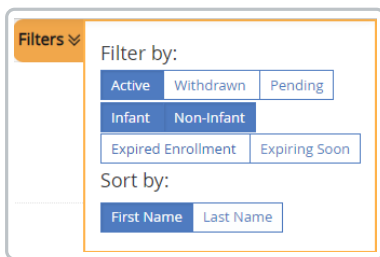 Filters
Filter by:
Active Withdrawn Pending
Infant Non-Infant
Expired Enrollment Expiring Soon
Sort by:
First Name Last Name